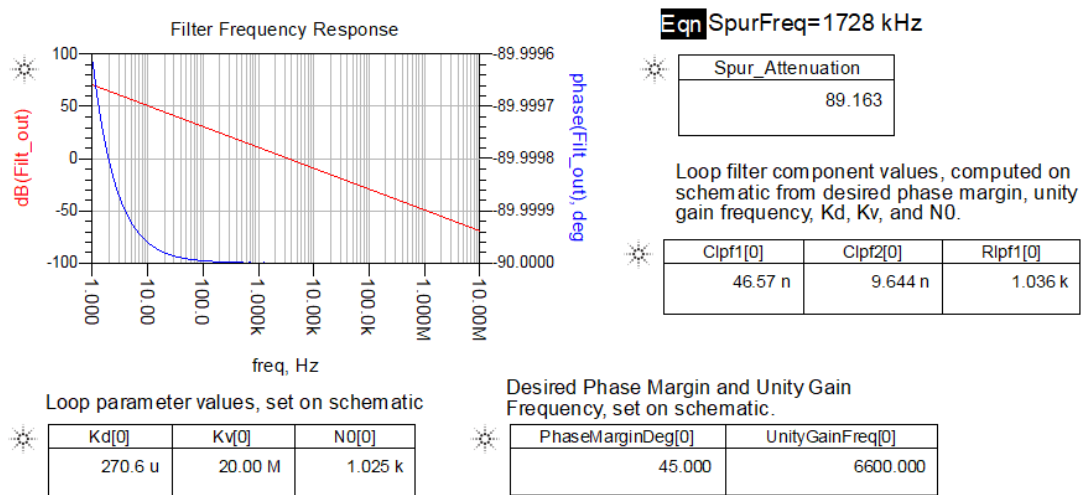 Filter Frequency Response
Eqn SpurFreq=1728 kHz
100
50
0
-50
-100
dB(Filt_out)
-89.9996
-89.9997
-89.9998
-89.9999
-90.0000
phase(Filt_out), deg
1.000
10.00
100.0
1.000k
10.00k
100.0k
1.000M
10.00M
freq, Hz
Spur_Attenuation
89.163
Loop filter component values, computed on
schematic from desired phase margin, unity
gain frequency, Kd, Kv, and N0.
Clpf1[0] Clpf2[0] Rlpf1[0]
46.57 n 9.644 n 1.036 k
Loop parameter values, set on schematic
Kd[0] Kv[0] N0[0]
270.6 u 20.00 M 1.025 k
Desired Phase Margin and Unity Gain
Frequency, set on schematic.
PhaseMarginDeg[0] UnityGainFreq[0]
45.000 6600.000